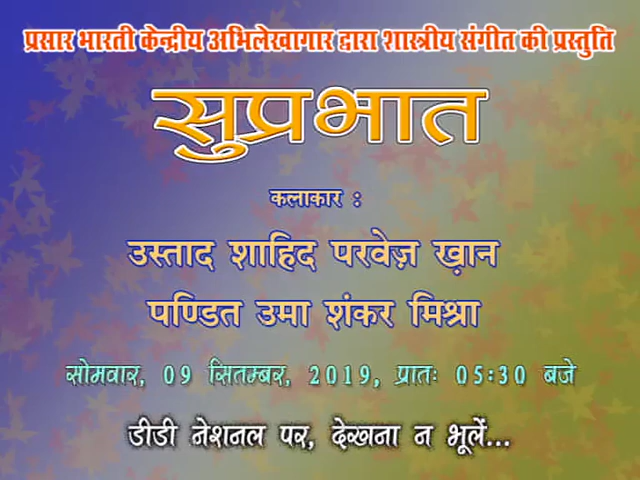 प्रसार भारती केन्द्रीय अभिलेखागार द्वारा शास्त्रीय संगीत की प्रस्तुति
सुप्रभात
कलाकार :
उस्ताद शाहिद परवेज़ ख़ान
पण्डित उमा शंकर मिश्रा
सोमवार, 09 सितम्बर, 2019, प्रातः 05:30 बजे
डीडी नेशनल पर, देखना न भूलें...